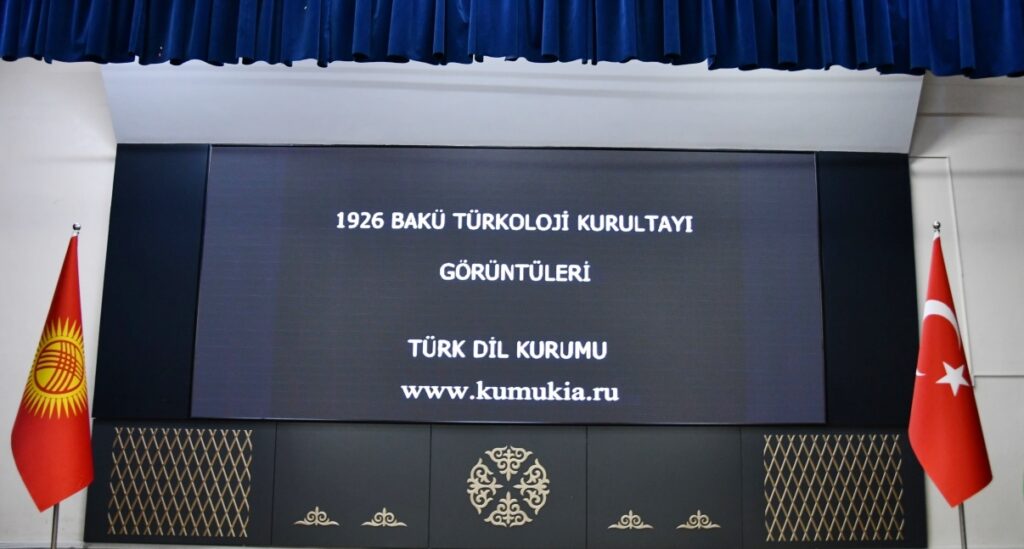 1926 BAKÜ TÜRKOLOJİ KURULTAYI
GÖRÜNTÜLERİ
TÜRK DİL KURUMU
www.kumukia.ru